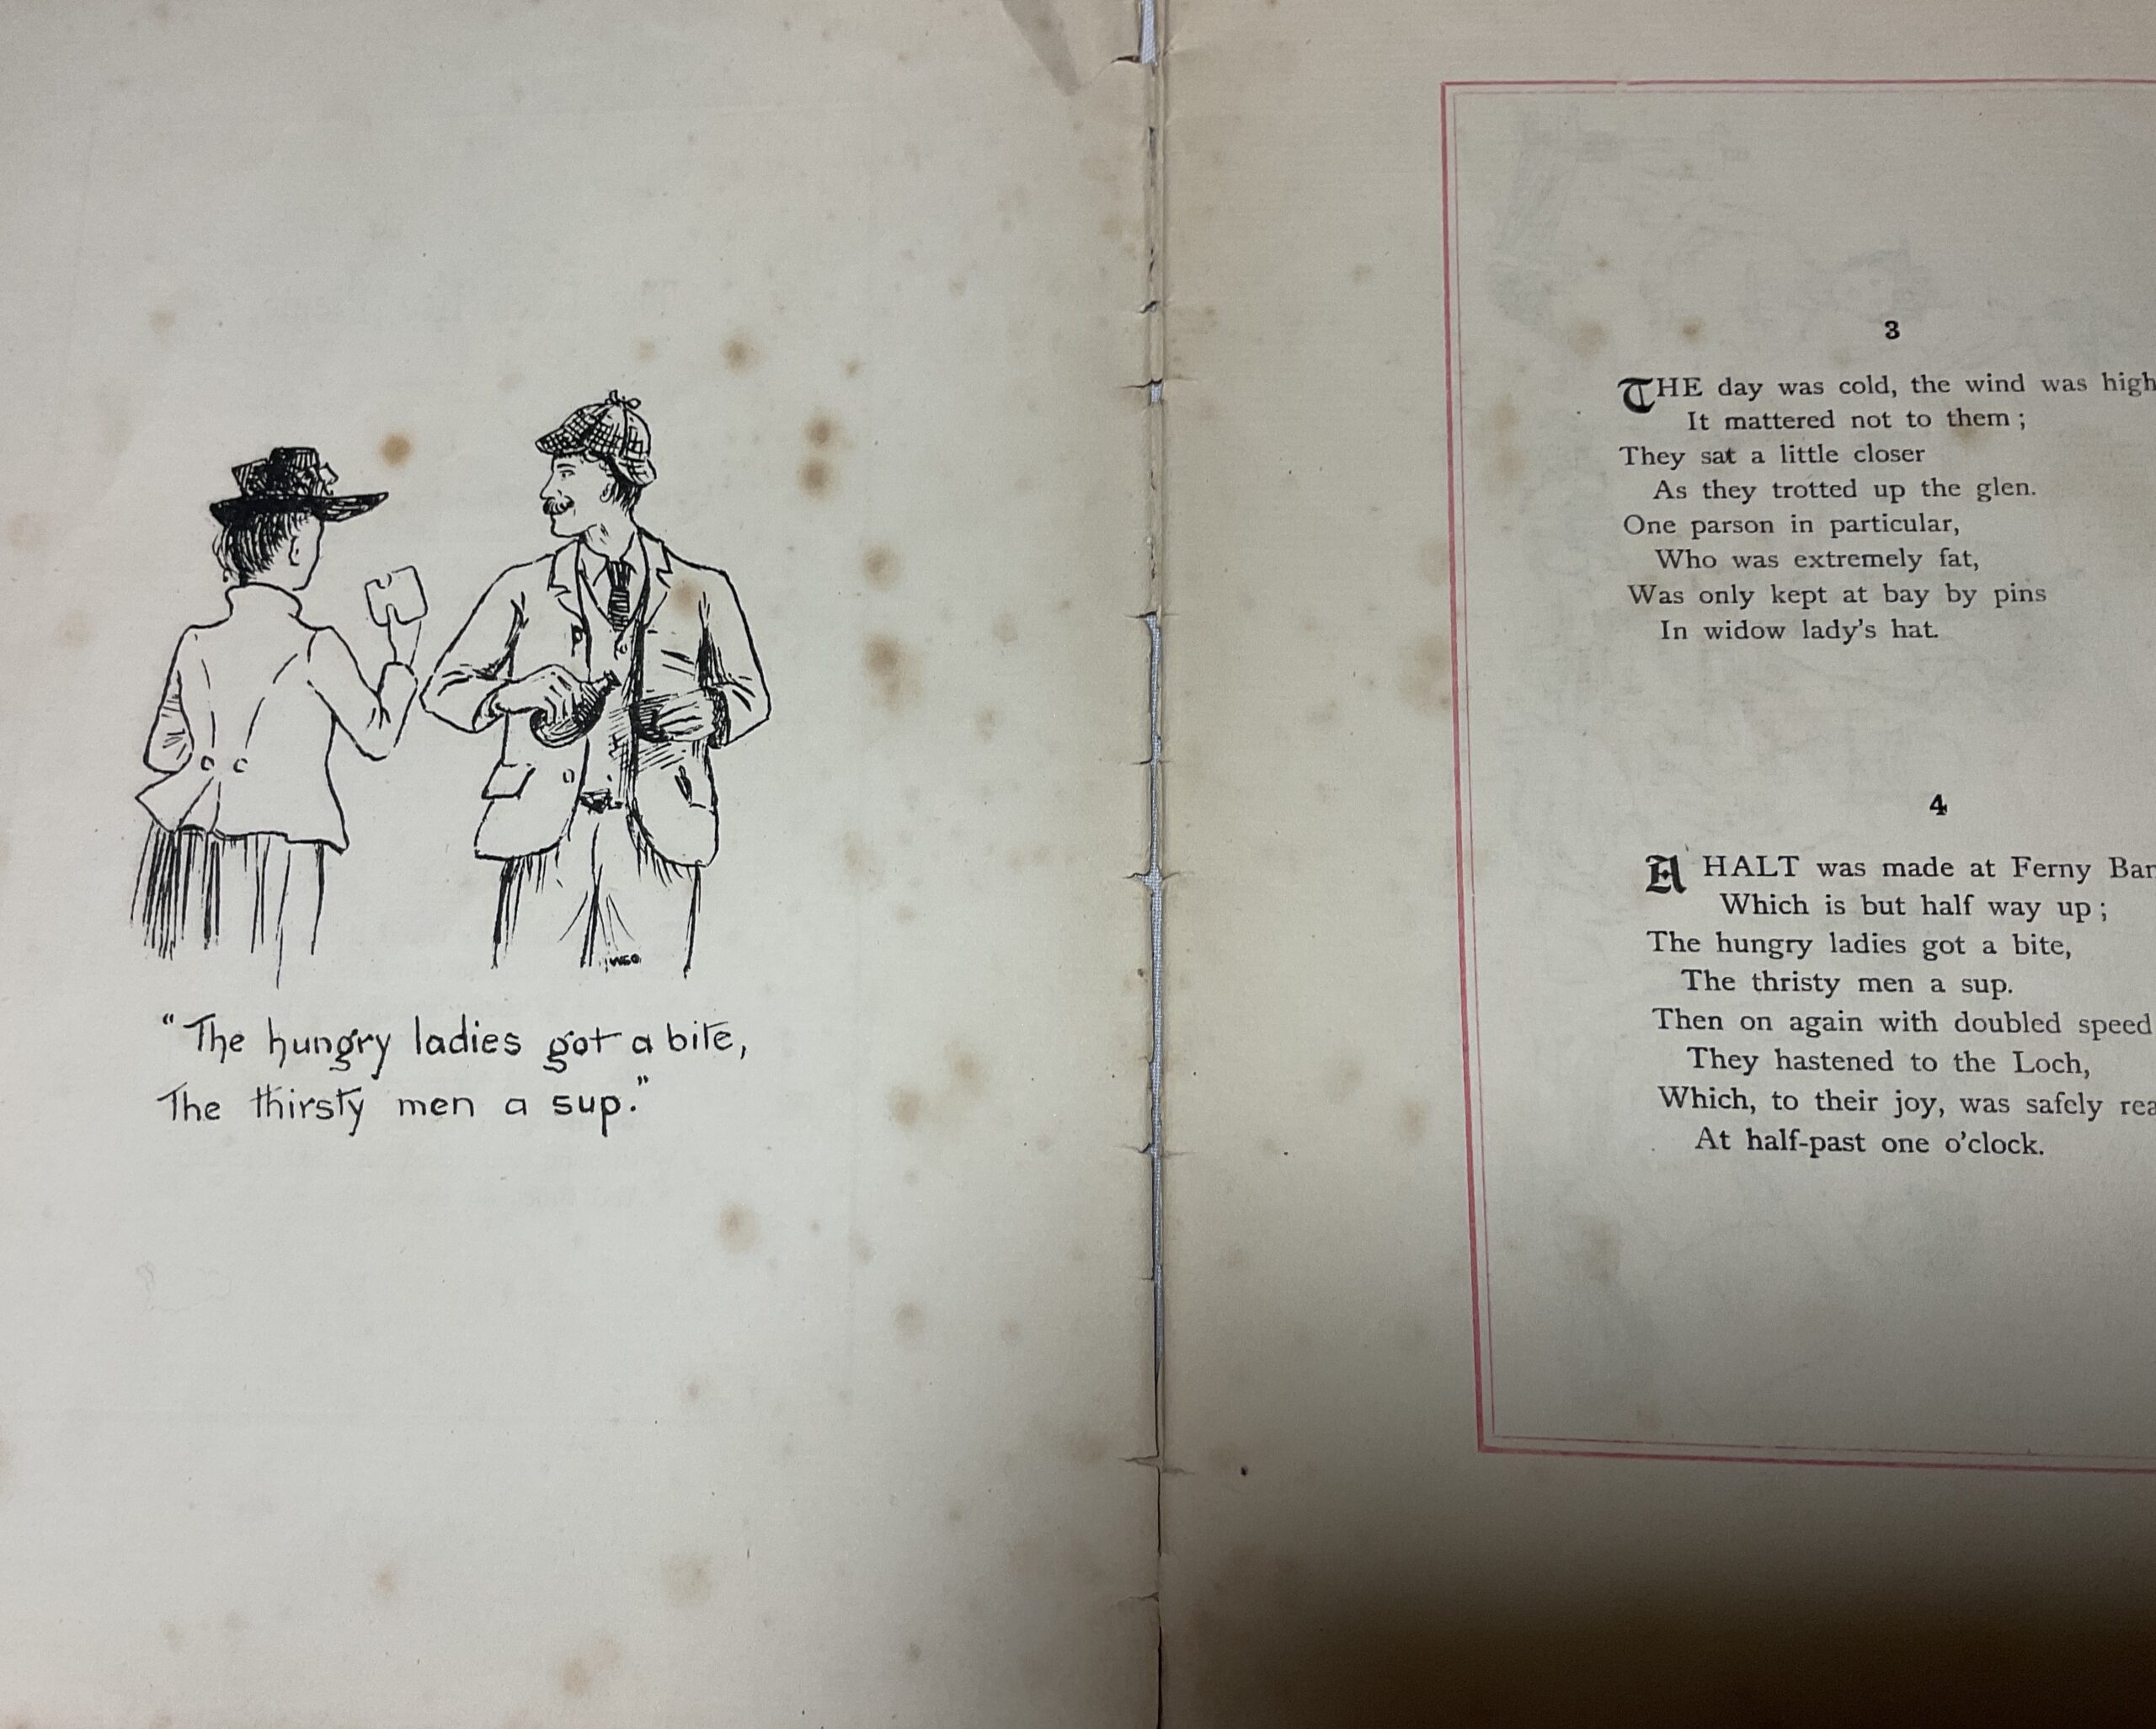 "The hungry ladies got a bite,
The thirsty men a sup."
3
THE day was cold, the wind was high
It mattered not to them;
They sat a little closer
As they trotted up the glen.
One parson in particular,
Who was extremely fat,
Was only kept at bay by pins
In widow lady's hat.
4
A HALT was made at Ferny
Which is but half way up;
The hungry ladies got a bite,
The thristy men a sup.
Then on again with doubled speed
They hastened to the Loch,
Which, to their joy, was safely
At half-past one o'clock.